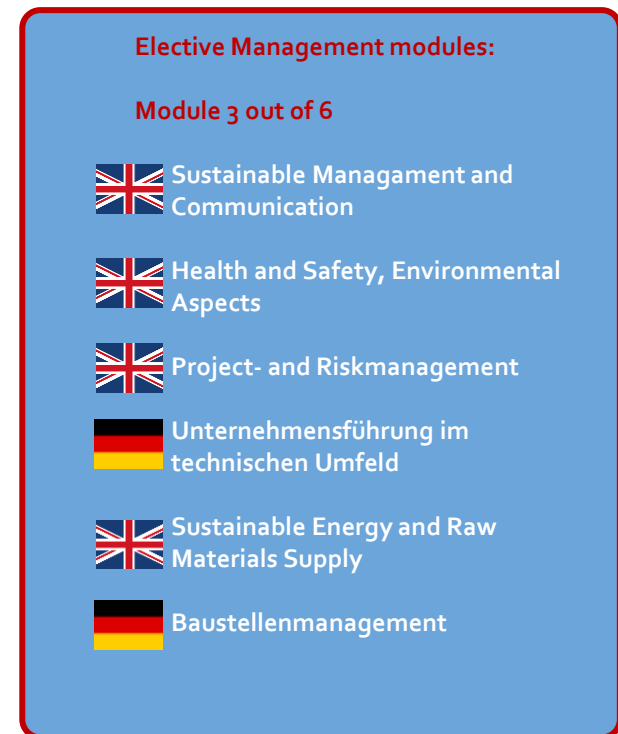 Elective Management modules:
Module 3 out of 6
Sustainable Managament and
Communication
Health and Safety, Environmental
Aspects
Project- and Riskmanagement
Unternehmensführung im
technischen Umfeld
Sustainable Energy and Raw
Materials Supply
Baustellenmanagement